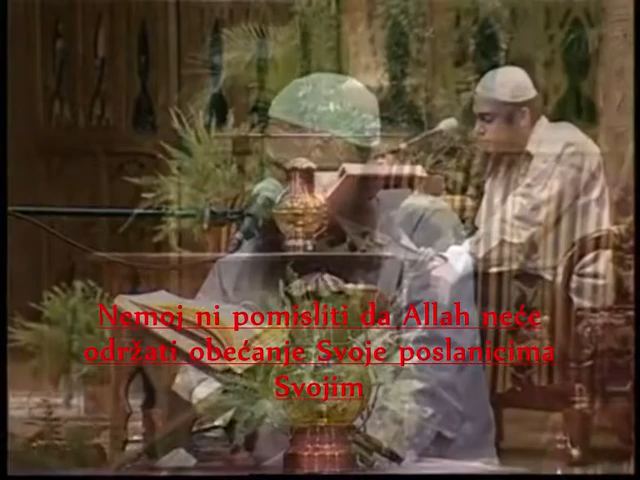 Nemoj ni pomisliti da Allah neće
održati obećanje Svoje poslanicima
Svojim